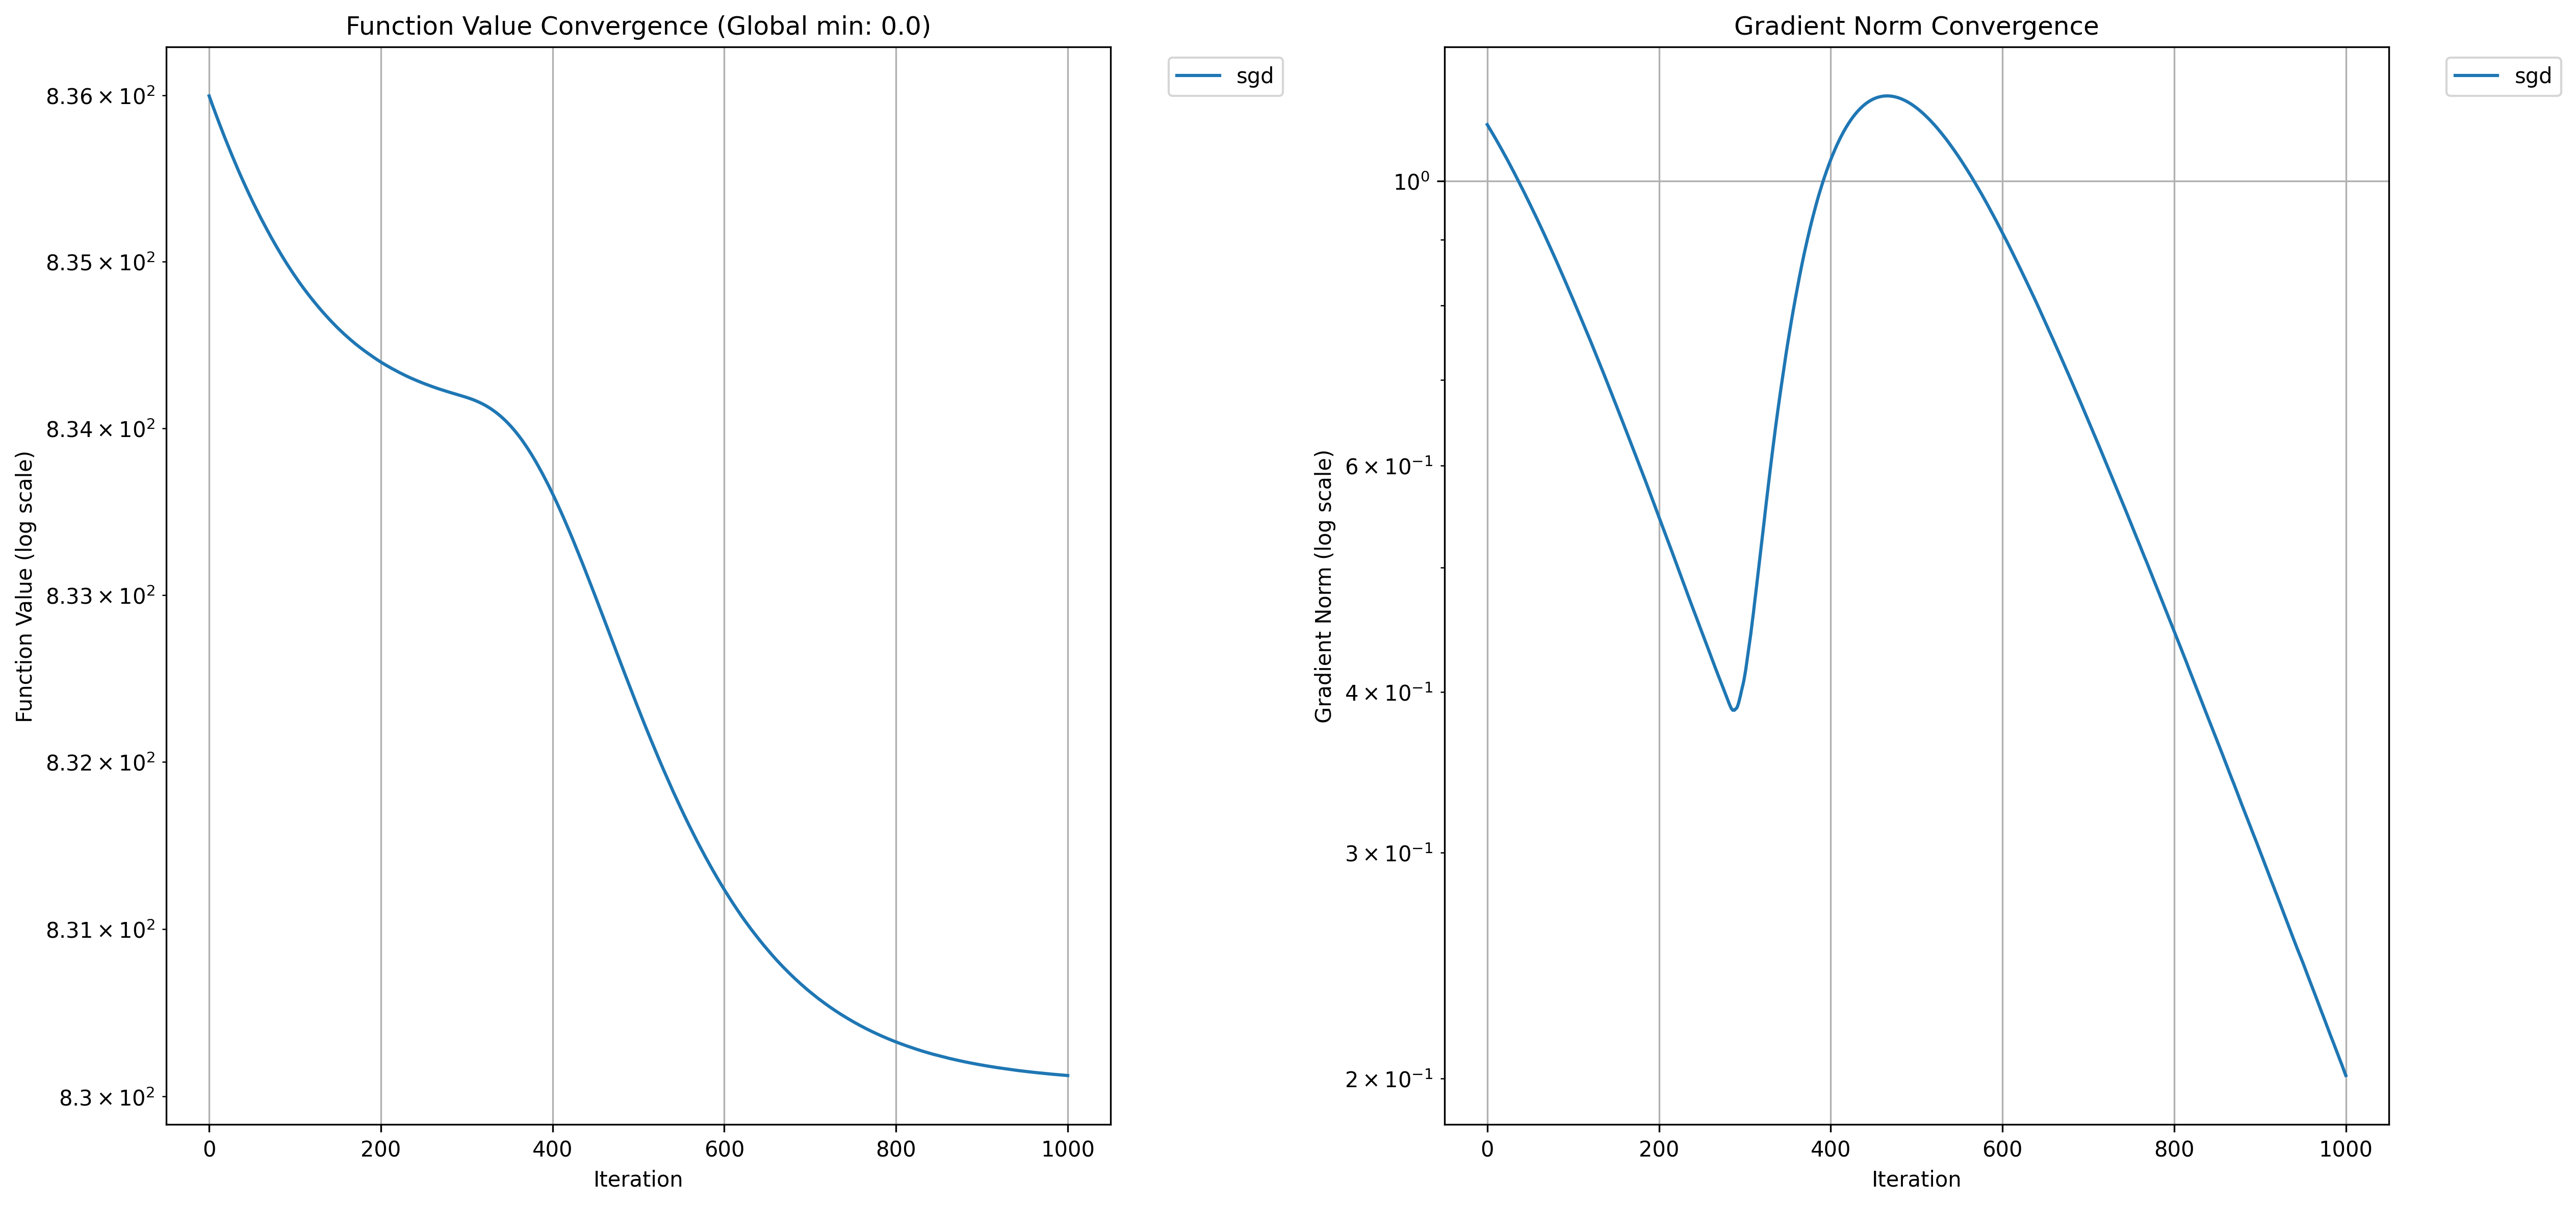 Function Value Convergence (Global min: 0.0)
Function Value (log scale)
8.36 × 10²
8.35 × 10²
8.34 × 10²
8.33 × 10²
8.32 × 10²
8.31 × 10²
8.3 × 10²
0 200 400 600 800 1000
Iteration
sgd
Gradient Norm Convergence
Gradient Norm (log scale)
10⁰
6 × 10⁻¹
4 × 10⁻¹
3 × 10⁻¹
2 × 10⁻¹
0 200 400 600 800 1000
Iteration
sgd